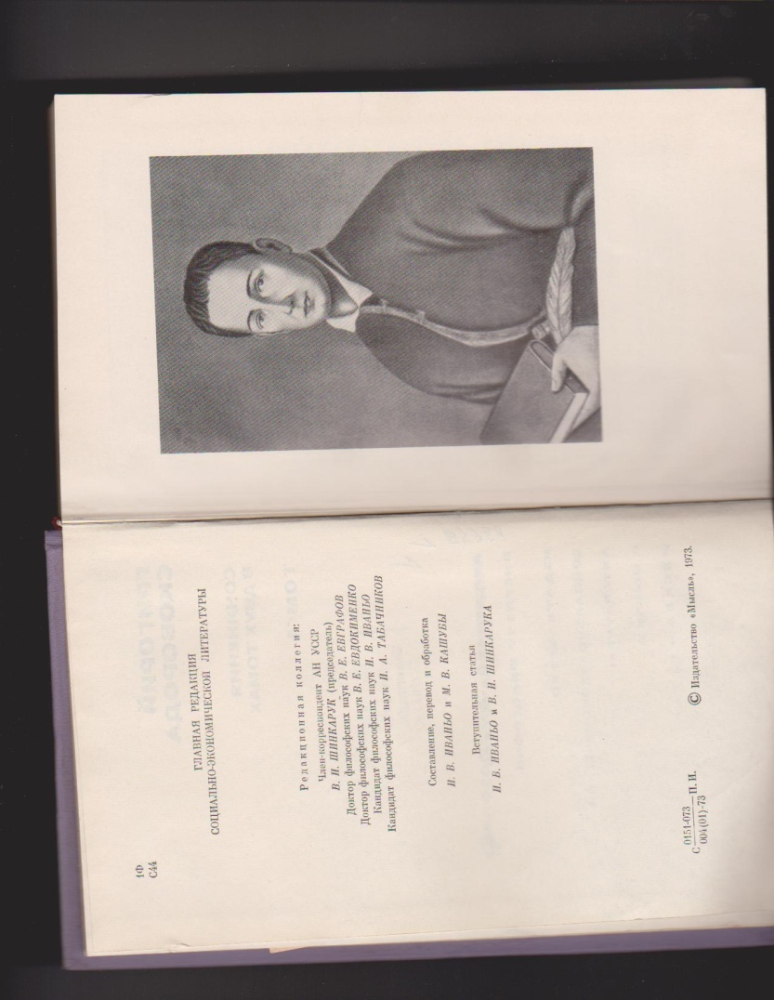 1Ф
С44
ГЛАВНАЯ РЕДАКЦИЯ
СОЦИАЛЬНО-ЭКОНОМИЧЕСКОЙ ЛИТЕРАТУРЫ
Редакционная коллегия:
Член-корреспондент АН УССР
В. И. ШИНКАРУК (председатель)
Доктор философских наук В. Е. ЕВГРАФОВ
Доктор философских наук В. Е. ЕВДОКИМЕНКО
Кандидат философских наук И. В. ИВАНЬО
Кандидат философских наук И. А. ТАБАЧНИКОВ
Составление, перевод и обработка
И. В. ИВАНЬО и М. В. КАШУБЫ
Вступительная статья
И. В. ИВАНЬО и В. И. ШИНКАРУКА
С 0151-073 П. И.
004(01)-73
© Издательство «Мысль», 1973.